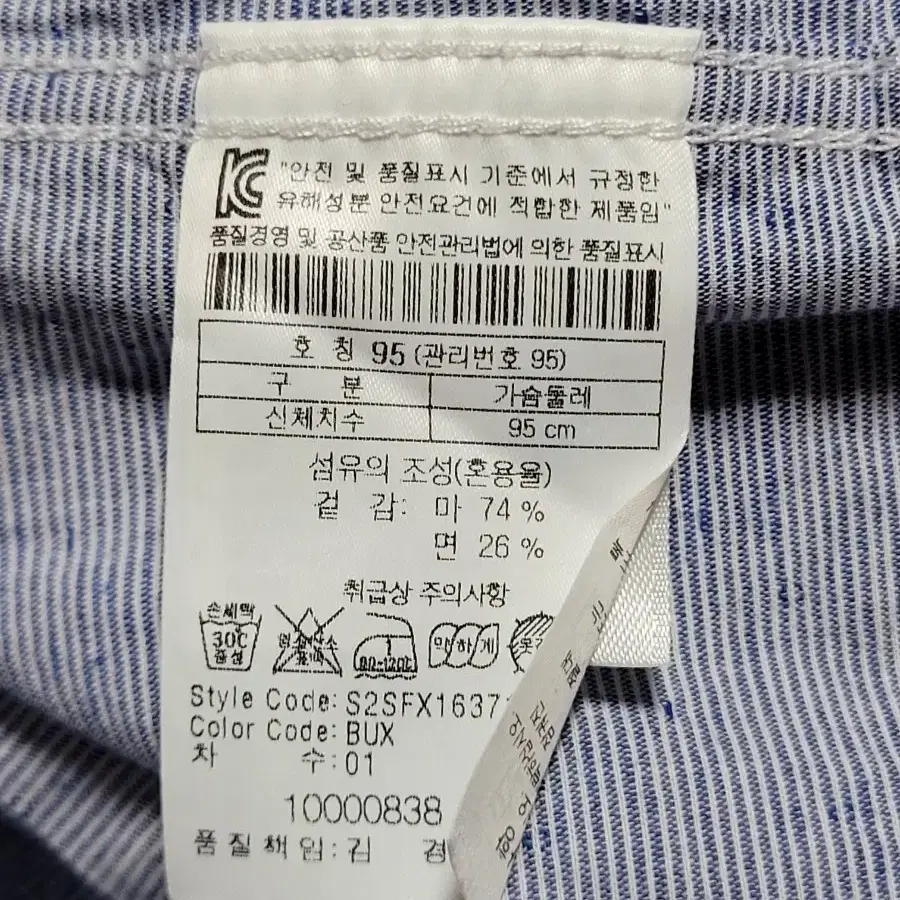 KC "안전 및 품질표시 기준에서 규정한
유해성분 안전요건에 적합한 제품임"
품질경영 및 공산품 안전관리법에 의한 품질표시
호 칭 95 (관리번호 95)
구 분 가슴둘레
신체치수 95 cm
섬유의 조성(혼용율)
겉 감: 마 74 %
면 26 %
취급상 주의사항
손세탁
30℃
중성
80~120℃
약하게
옷걸
Style Code: S2SFX1637
Color Code: BUX
차 수: 01
10000838
품질책임: 김 경